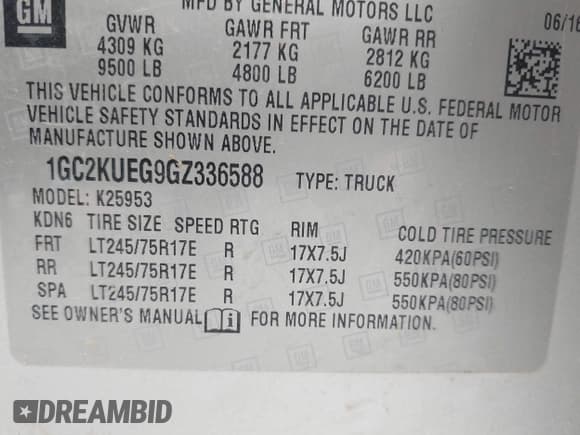 GM
MFD BY GENERAL MOTORS LLC
06/16
GVWR GAWR FRT GAWR RR
4309 KG 2177 KG 2812 KG
9500 LB 4800 LB 6200 LB
THIS VEHICLE CONFORMS TO ALL APPLICABLE U.S. FEDERAL MOTOR
VEHICLE SAFETY STANDARDS IN EFFECT ON THE DATE OF
MANUFACTURE SHOWN ABOVE.
1GC2KUEG9GZ336588 TYPE: TRUCK
MODEL: K25953
KDN6 TIRE SIZE SPEED RTG RIM COLD TIRE PRESSURE
FRT LT245/75R17E R 17X7.5J 420KPA(60PSI)
RR LT245/75R17E R 17X7.5J 550KPA(80PSI)
SPA LT245/75R17E R 17X7.5J 550KPA(80PSI)
SEE OWNER'S MANUAL i FOR MORE INFORMATION.
DREAMBID